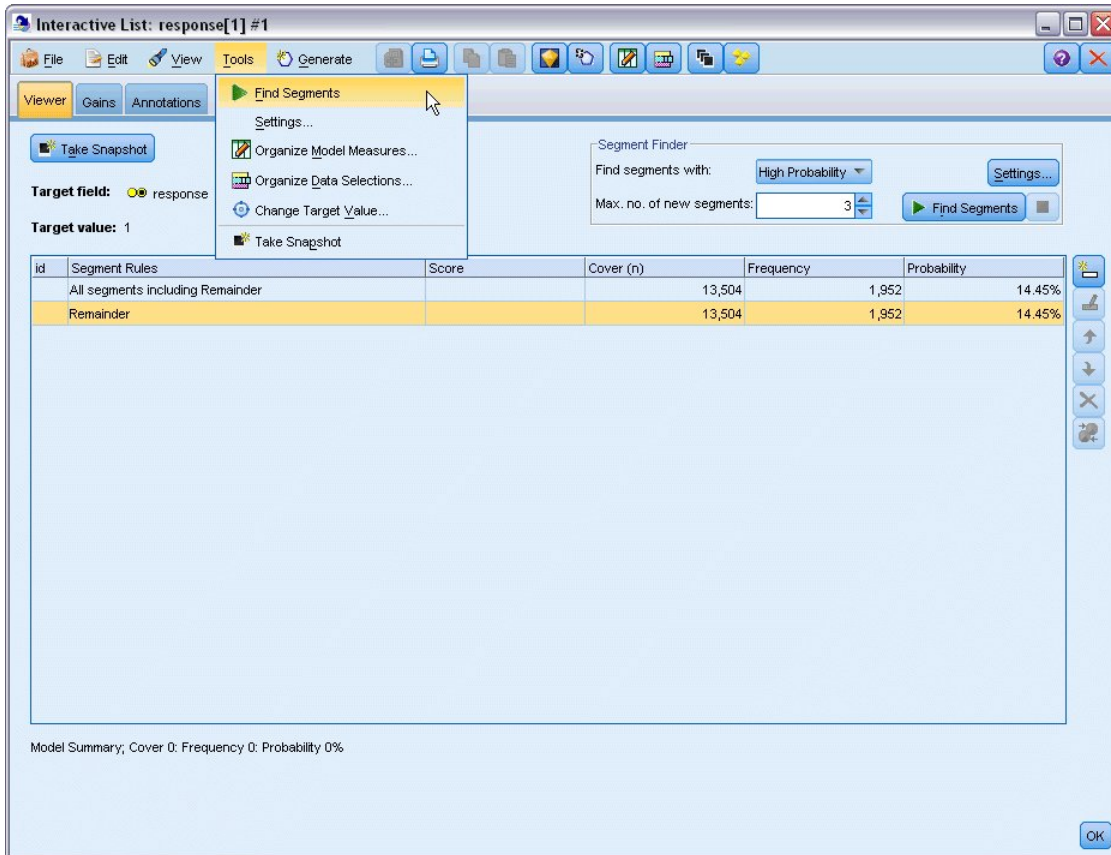 Interactive List: response[1] #1
File Edit View Tools Generate
Viewer Gains Annotations
Find Segments
Settings...
Organize Model Measures...
Organize Data Selections...
Change Target Value...
Take Snapshot
Take Snapshot
Target field: response
Target value: 1
Segment Finder
Find segments with: High Probability Settings...
Max. no. of new segments: 3 Find Segments
id Segment Rules Score Cover (n) Frequency Probability
All segments including Remainder 13,504 1,952 14.45%
Remainder 13,504 1,952 14.45%
Model Summary; Cover 0: Frequency 0: Probability 0%
OK